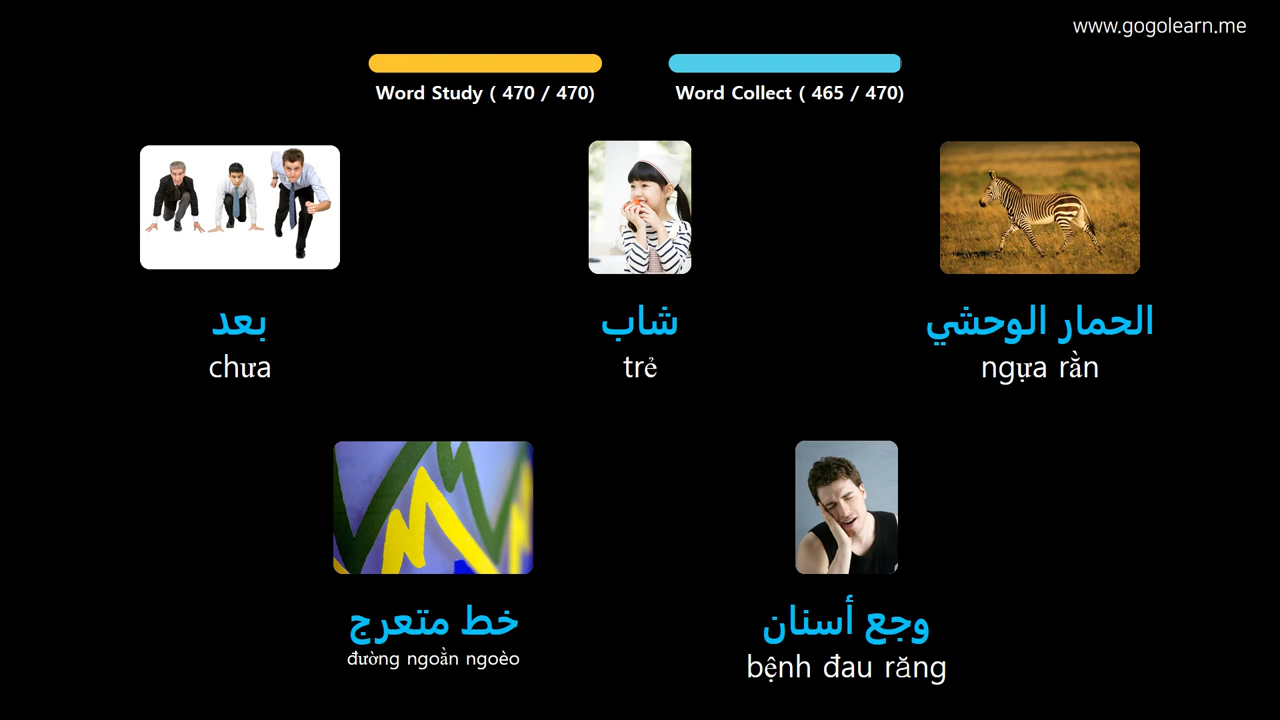 www.gogolearn.me
Word Study ( 470 / 470)
Word Collect ( 465 / 470)
بعد
chưa
شاب
trẻ
الحمار الوحشي
ngựa rằn
خط متعرج
đường ngoằn ngoèo
وجع أسنان
bệnh đau răng